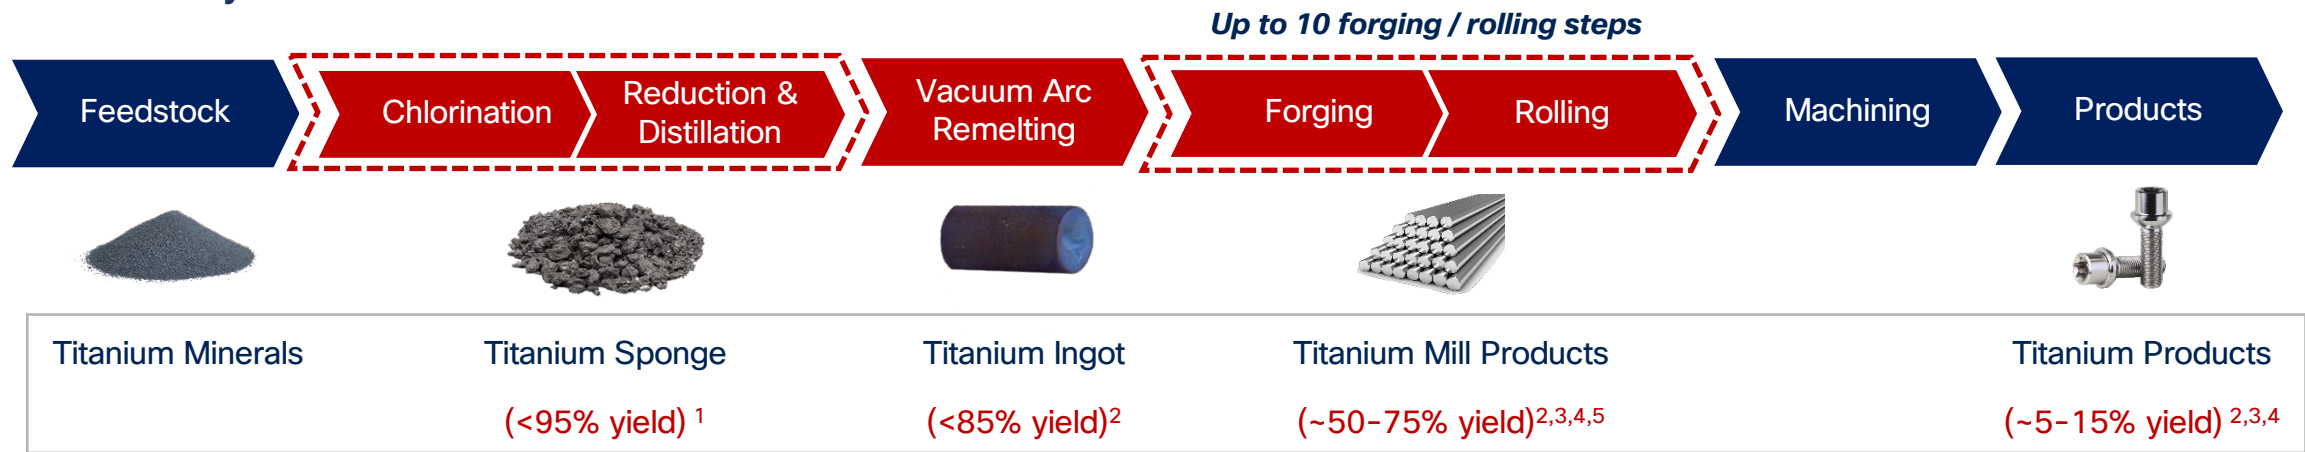 Up to 10 forging / rolling steps
Feedstock
Chlorination
Reduction &
Distillation
Vacuum Arc
Remelting
Forging
Rolling
Machining
Products
Titanium Minerals
Titanium Sponge
(<95% yield) 1
Titanium Ingot
(<85% yield)2
Titanium Mill Products
(~50-75% yield)2,3,4,5
Titanium Products
(~5-15% yield) 2,3,4